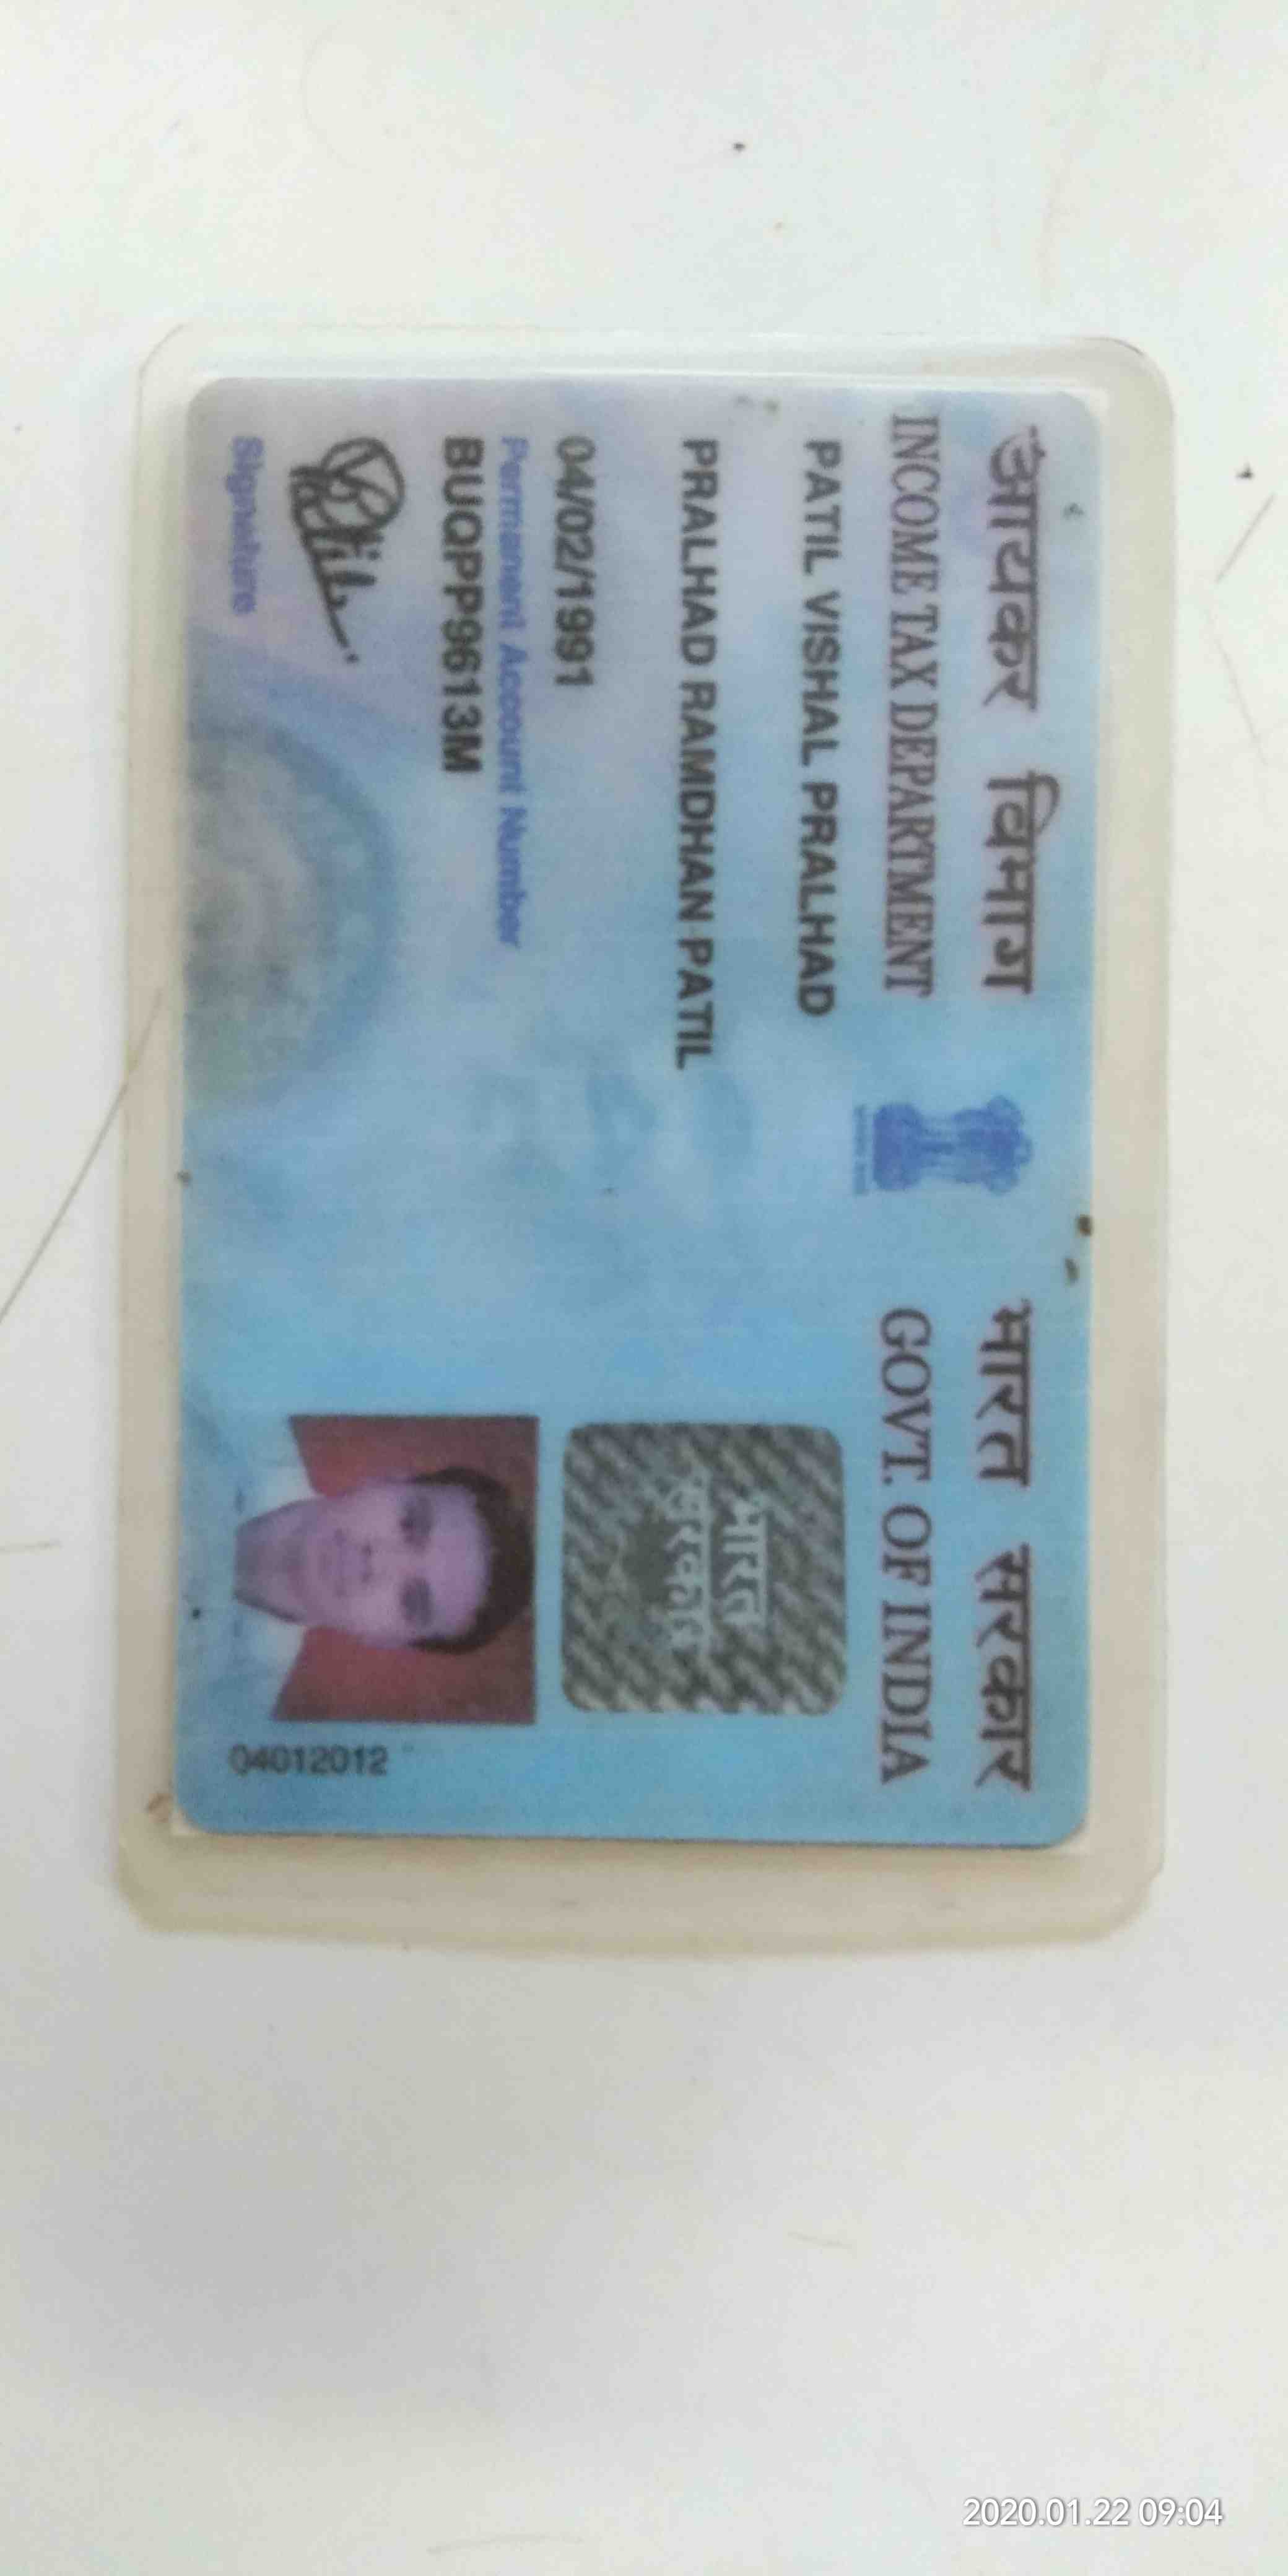 आयकर विभाग
INCOME TAX DEPARTMENT
भारत सरकार
GOVT. OF INDIA
PATIL VISHAL PRALHAD
PRALHAD RAMDHAN PATIL
04/02/1991
Permanent Account Number
BUQPP9613M
Signature
भारत
सरकार
04012012
2020.01.22 09:04